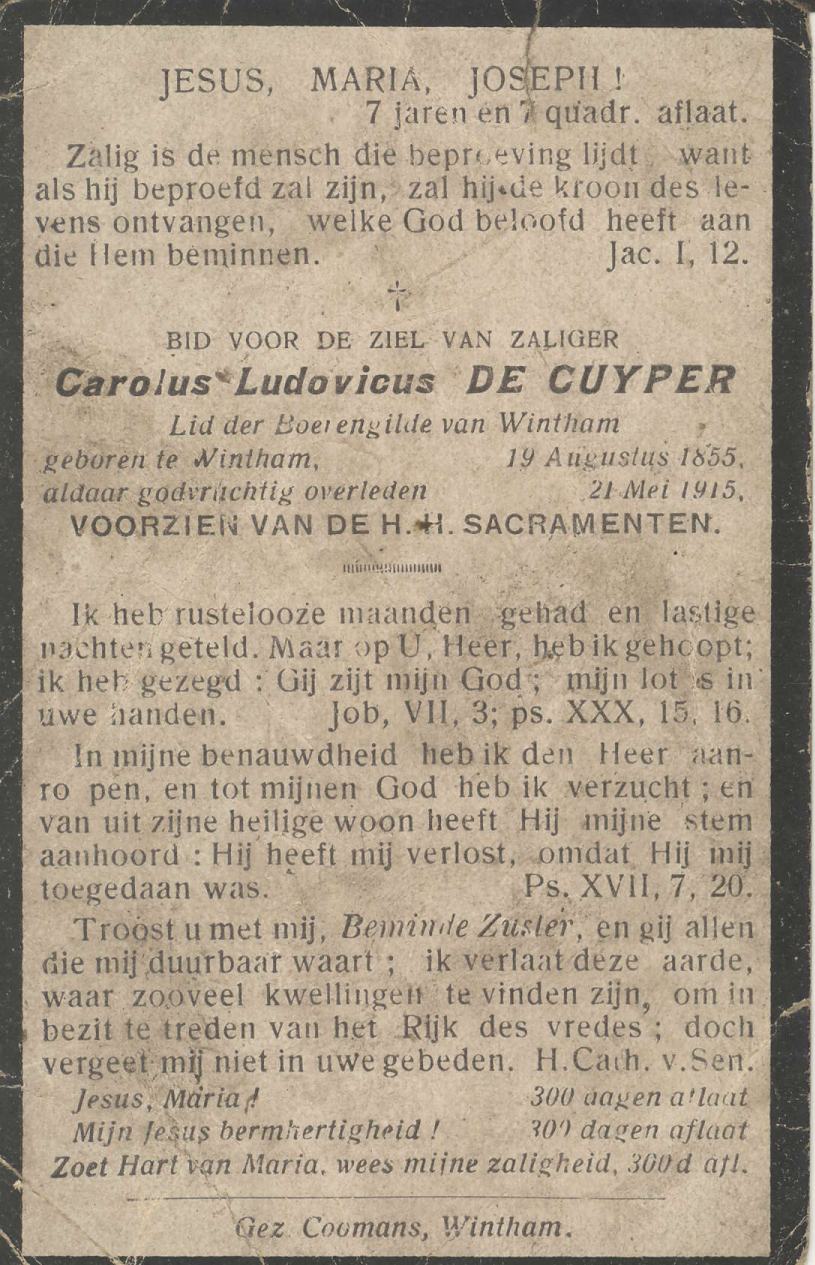 JESUS, MARIA, JOSEPH !
7 jaren en 7 quadr. aflaat.
Zalig is de mensch die beproeving lijdt, want
als hij beproefd zal zijn, zal hij de kroon des le-
vens ontvangen, welke God beloofd heeft aan
die Hem beminnen. Jac. I, 12.
†
BID VOOR DE ZIEL VAN ZALIGER
Carolus Ludovicus DE CUYPER
Lid der Boerengilde van Wintham
geboren te Wintham, 19 Augustus 1855,
aldaar godvruchtig overleden 21 Mei 1915,
VOORZIEN VAN DE H. H. SACRAMENTEN.
Ik heb rustelooze maanden gehad en lastige
nachten geteld. Maar op U, Heer, heb ik gehoopt;
ik heb gezegd : Gij zijt mijn God ; mijn lot is in
uwe handen. Job, VII, 3; ps. XXX, 15, 16.
In mijne benauwdheid heb ik den Heer aan-
ro pen, en tot mijnen God heb ik verzucht ; en
van uit zijne heilige woon heeft Hij mijne stem
aanhoord : Hij heeft mij verlost, omdat Hij mij
toegedaan was. Ps. XVII, 7, 20.
Troost u met mij, Beminde Zuster, en gij allen
die mij duurbaar waart ; ik verlaat deze aarde,
waar zooveel kwellingen te vinden zijn, om in
bezit te treden van het Rijk des vredes ; doch
vergeet mij niet in uwe gebeden. H. Cath. v. Sen.
Jesus, Maria ! 300 dagen aflaat
Mijn Jesus bermhertigheid ! 300 dagen aflaat
Zoet Hart van Maria, wees mijne zaligheid, 300 d afl.
Gez. Coomans, Wintham.